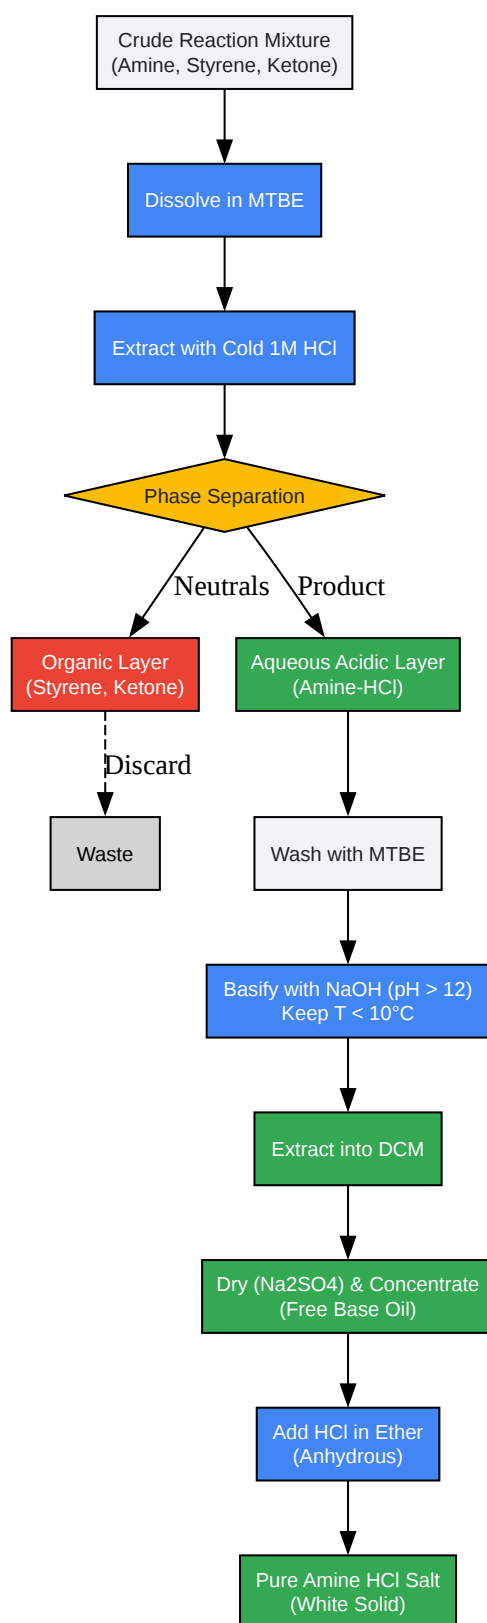 Crude Reaction Mixture
(Amine, Styrene, Ketone)
Dissolve in MTBE
Extract with Cold 1M HCl
Phase Separation
Neutrals
Product
Organic Layer
(Styrene, Ketone)
Aqueous Acidic Layer
(Amine-HCl)
Discard
Waste
Wash with MTBE
Basify with NaOH (pH > 12)
Keep T < 10°C
Extract into DCM
Dry (Na2SO4) & Concentrate
(Free Base Oil)
Add HCl in Ether
(Anhydrous)
Pure Amine HCl Salt
(White Solid)